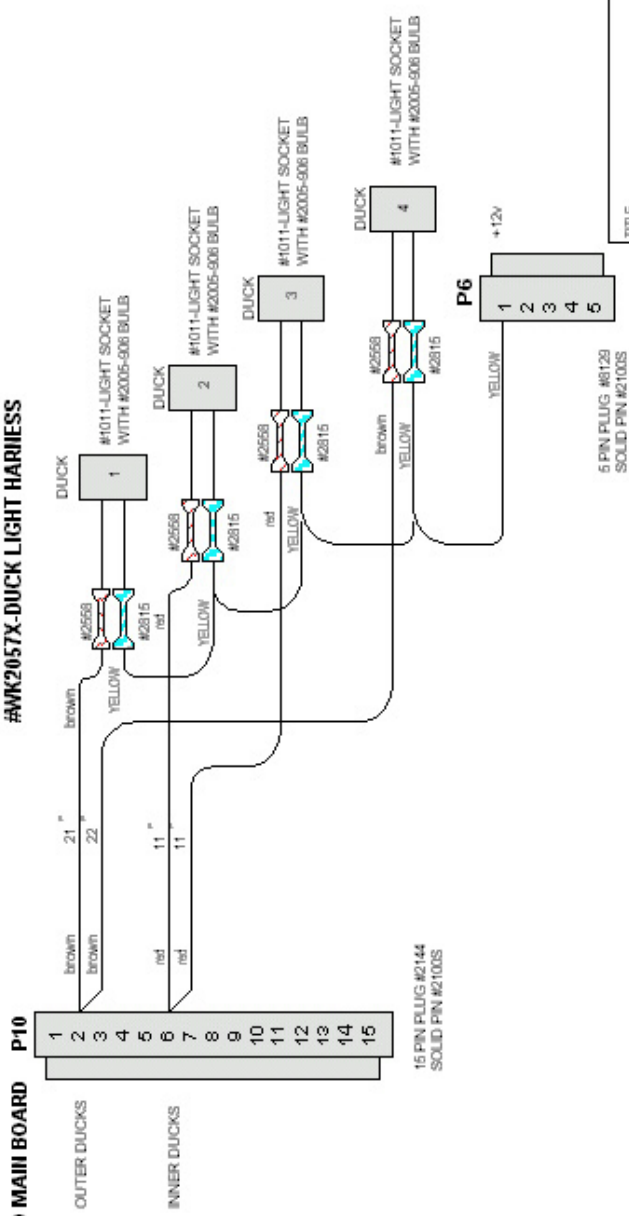 #WK2057X-DUCK LIGHT HARNESS
MAIN BOARD
P10
OUTER DUCKS
INNER DUCKS
1
2
3
4
5
6
7
8
9
10
11
12
13
14
15
15 PIN PLUG #2144
SOLID PIN #2100S
brown
brown
21 "
22 "
red
red
11 "
11 "
brown
YELLOW
#2558
#2815
DUCK
1
#1011-LIGHT SOCKET
WITH #2005-906 BULB
red
YELLOW
#2558
#2815
DUCK
2
#1011-LIGHT SOCKET
WITH #2005-906 BULB
red
YELLOW
#2558
#2815
DUCK
3
#1011-LIGHT SOCKET
WITH #2005-906 BULB
brown
YELLOW
#2558
#2815
DUCK
4
#1011-LIGHT SOCKET
WITH #2005-906 BULB
YELLOW
P6
+12v
1
2
3
4
5
5 PIN PLUG #8129
SOLID PIN #2100S